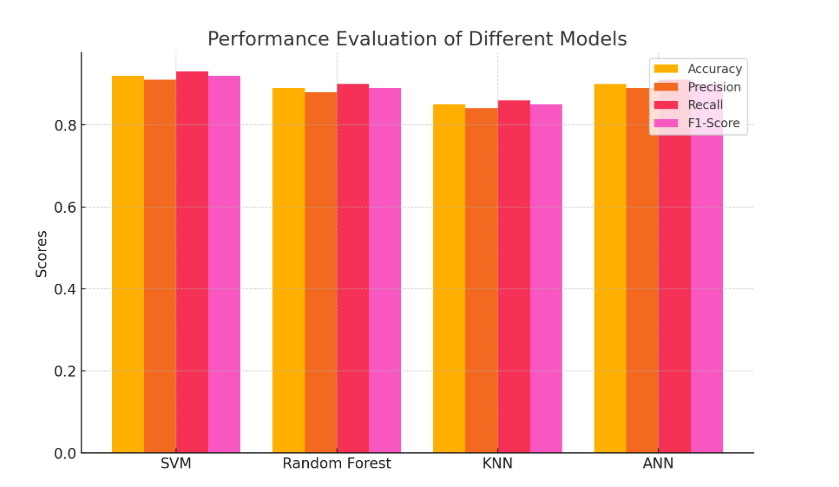 Performance Evaluation of Different Models
Accuracy
Precision
Recall
F1-Score
Scores
0.8
0.6
0.4
0.2
0.0
SVM
Random Forest
KNN
ANN